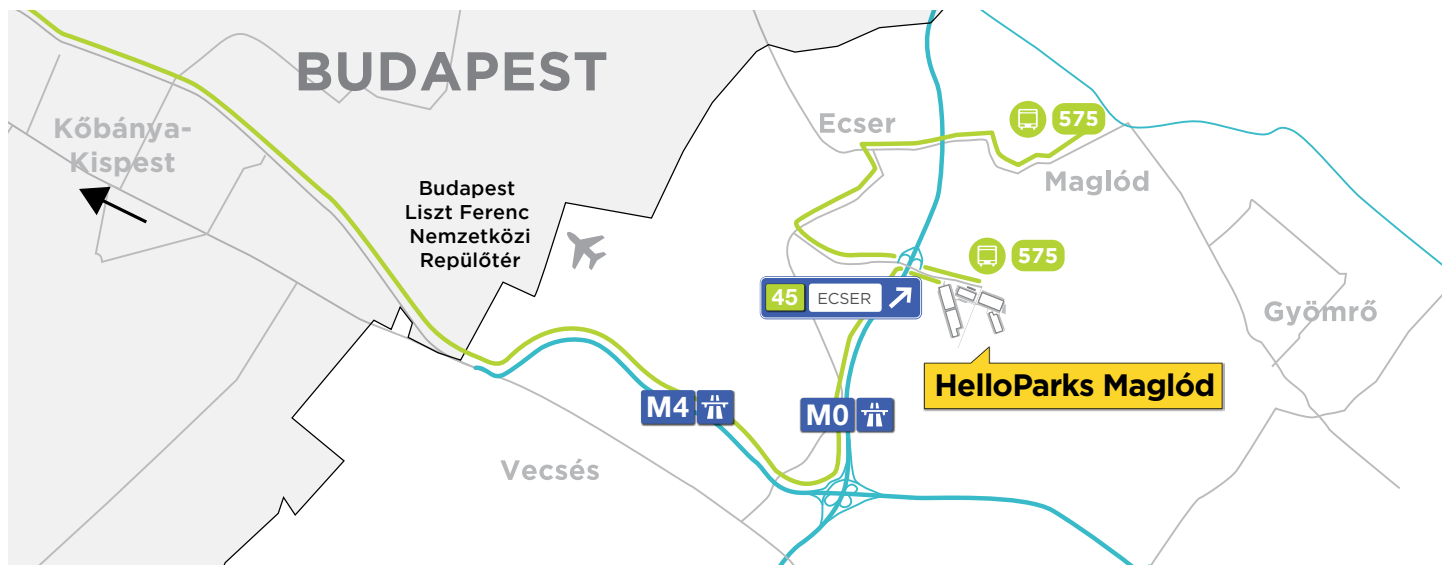 BUDAPEST
Kőbánya-
Kispest
Ecser
575
Maglód
Budapest
Liszt Ferenc
Nemzetközi
Repülőtér
575
45 ECSER
Gyömrő
HelloParks Maglód
M4
M0
Vecsés